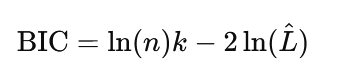 BIC = ln(n)k − 2 ln(L̂)